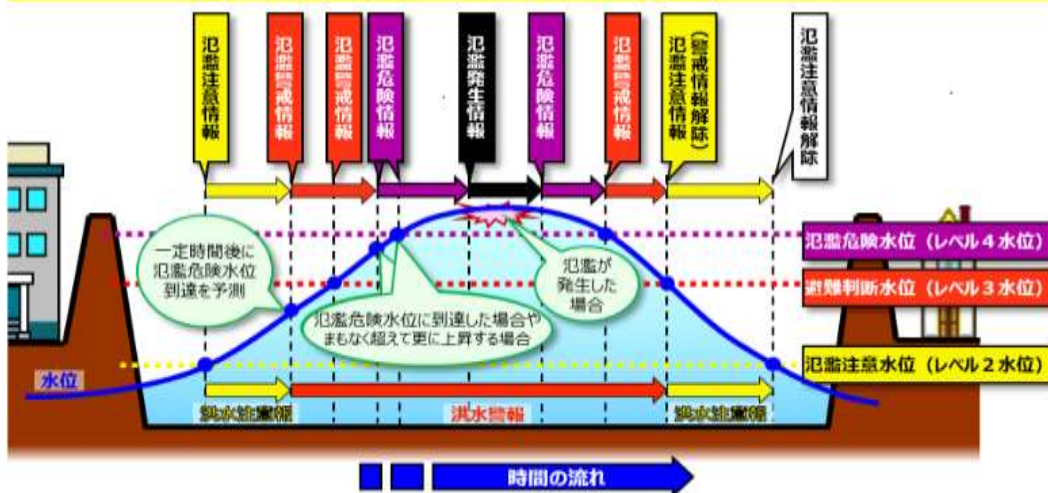 氾濫注意情報
氾濫警戒情報
氾濫警戒情報
氾濫危険情報
氾濫発生情報
氾濫危険情報
氾濫警戒情報
(警戒情報解除)
氾濫注意情報
氾濫注意情報解除
一定時間後に
氾濫危険水位
到達を予測
氾濫危険水位に到達した場合や
まもなく超えて更に上昇する場合
氾濫が
発生した
場合
氾濫危険水位(レベル4水位)
避難判断水位(レベル3水位)
氾濫注意水位(レベル2水位)
水位
洪水注意報
洪水警報
洪水注意報
時間の流れ